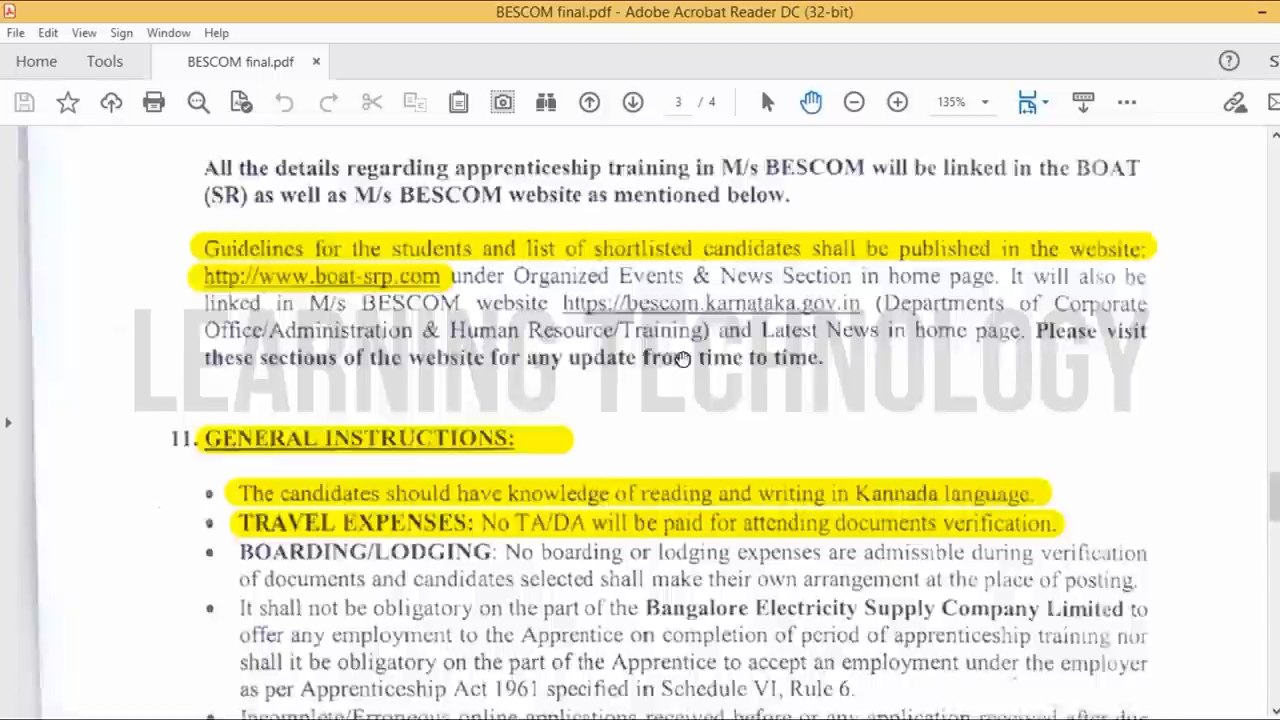 BESCOM final.pdf - Adobe Acrobat Reader DC (32-bit)
File Edit View Sign Window Help
Home Tools BESCOM final.pdf ×
3 / 4 135%
All the details regarding apprenticeship training in M/s BESCOM will be linked in the BOAT
(SR) as well as M/s BESCOM website as mentioned below.
Guidelines for the students and list of shortlisted candidates shall be published in the website:
http://www.boat-srp.com under Organized Events & News Section in home page. It will also be
linked in M/s BESCOM website https://bescom.karnataka.gov.in (Departments of Corporate
Office/Administration & Human Resource/Training) and Latest News in home page. Please visit
these sections of the website for any update from time to time.
LEARNING TECHNOLOGY
11. GENERAL INSTRUCTIONS:
• The candidates should have knowledge of reading and writing in Kannada language.
• TRAVEL EXPENSES: No TA/DA will be paid for attending documents verification.
• BOARDING/LODGING: No boarding or lodging expenses are admissible during verification
of documents and candidates selected shall make their own arrangement at the place of posting.
• It shall not be obligatory on the part of the Bangalore Electricity Supply Company Limited to
offer any employment to the Apprentice on completion of period of apprenticeship training nor
shall it be obligatory on the part of the Apprentice to accept an employment under the employer
as per Apprenticeship Act 1961 specified in Schedule VI, Rule 6.
• Incomplete/Erroneous online applications received before or any application received after due